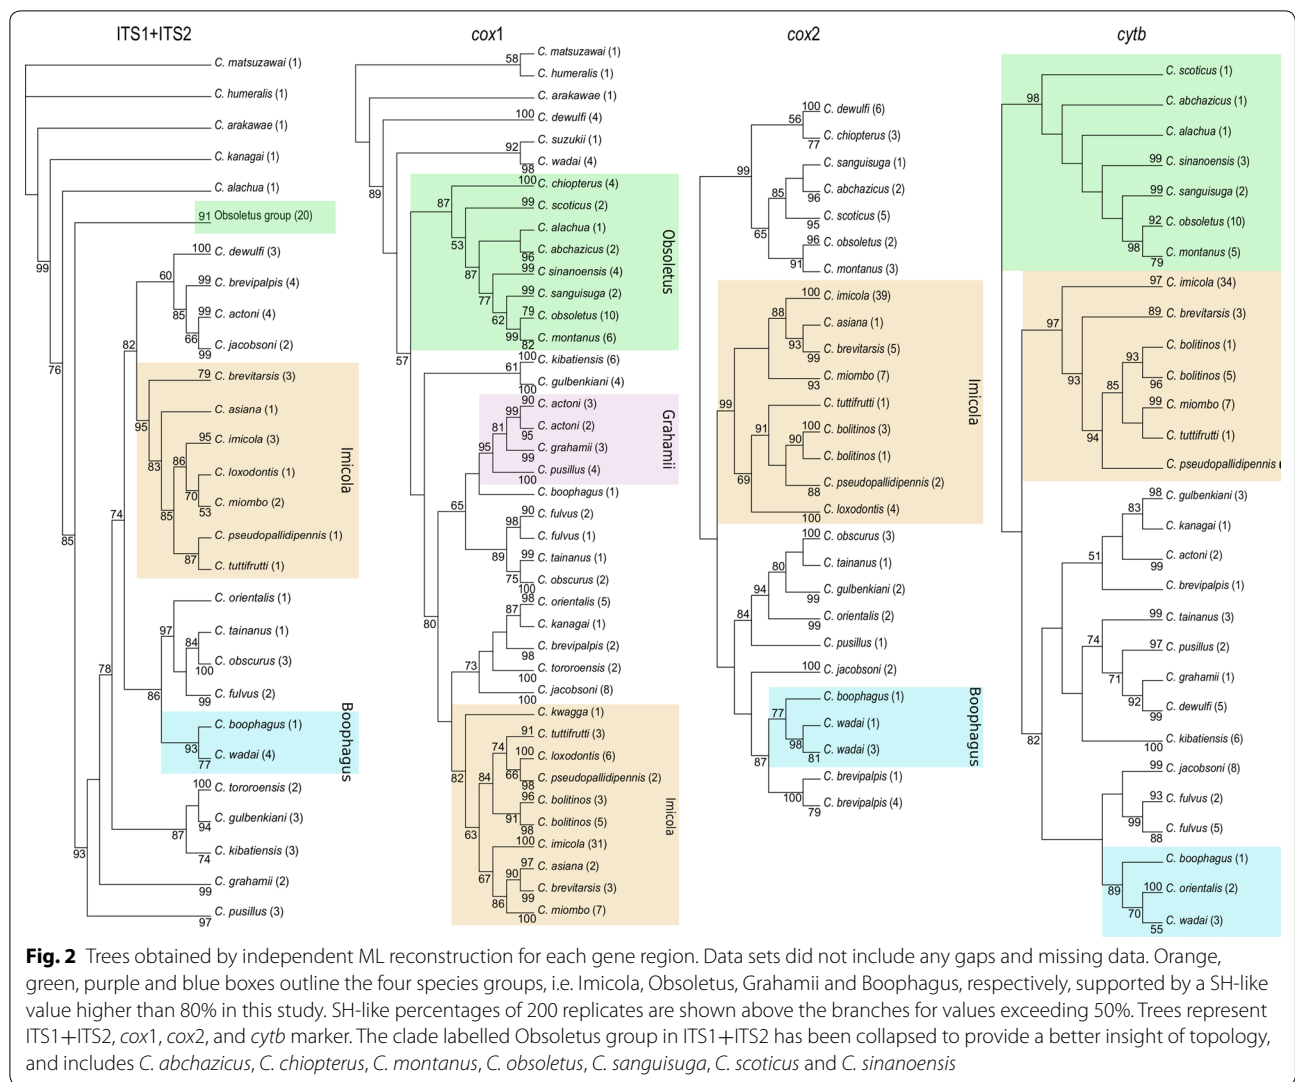 ITS1+ITS2
C. matsuzawai (1)
C. humeralis (1)
C. arakawae (1)
C. kanagai (1)
C. alachua (1)
99
91 Obsoletus group (20)
76
100
C. dewulfi (3)
60
99
C. brevipalpis (4)
85
99
C. actoni (4)
66
C. jacobsoni (2)
99
82
79
C. brevitarsis (3)
C. asiana (1)
95
95
C. imicola (3)
83
86
C. loxodontis (1)
70
C. miombo (2)
53
85
C. pseudopallidipennis (1)
87
C. tuttifrutti (1)
Imicola
74
85
C. orientalis (1)
97
C. tainanus (1)
84
C. obscurus (3)
100
78
C. fulvus (2)
99
86
C. boophagus (1)
93
C. wadai (4)
77
Boophagus
100
C. tororoensis (2)
C. gulbenkiani (3)
94
87
C. kibatiensis (3)
74
93
C. grahamii (2)
99
C. pusillus (3)
97
cox1
58
C. matsuzawai (1)
C. humeralis (1)
C. arakawae (1)
100
C. dewulfi (4)
C. suzukii (1)
92
C. wadai (4)
98
89
100
C. chiopterus (4)
87
99
C. scoticus (2)
53
C. alachua (1)
C. abchazicus (2)
96
87
99
C. sinanoensis (4)
77
99
C. sanguisuga (2)
62
79
C. obsoletus (10)
99
C. montanus (6)
82
Obsoletus
57
100
C. kibatiensis (6)
61
C. gulbenkiani (4)
100
90
C. actoni (3)
99
C. actoni (2)
95
81
C. grahamii (3)
99
95
C. pusillus (4)
100
Grahamii
C. boophagus (1)
65
90
C. fulvus (2)
98
C. fulvus (1)
89
99
C. tainanus (1)
75
C. obscurus (2)
100
98
C. orientalis (5)
87
C. kanagai (1)
80
C. brevipalpis (2)
98
73
C. tororoensis (2)
100
C. jacobsoni (8)
100
C. kwagga (1)
91
C. tuttifrutti (3)
74
100
C. loxodontis (6)
66
C. pseudopallidipennis (2)
98
82
84
96
C. bolitinos (3)
91
C. bolitinos (5)
98
63
100
C. imicola (31)
67
97
C. asiana (2)
90
C. brevitarsis (3)
99
86
C. miombo (7)
100
Imicola
cox2
100
C. dewulfi (6)
56
C. chiopterus (3)
77
99
C. sanguisuga (1)
85
C. abchazicus (2)
96
C. scoticus (5)
95
65
96
C. obsoletus (2)
91
C. montanus (3)
100
C. imicola (39)
88
C. asiana (1)
93
C. brevitarsis (5)
99
C. miombo (7)
93
99
C. tuttifrutti (1)
91
100
C. bolitinos (3)
90
C. bolitinos (1)
C. pseudopallidipennis (2)
88
69
C. loxodontis (4)
100
Imicola
100
C. obscurus (3)
80
C. tainanus (1)
94
C. gulbenkiani (2)
99
84
C. orientalis (2)
99
C. pusillus (1)
100
C. jacobsoni (2)
C. boophagus (1)
77
C. wadai (1)
98
C. wadai (3)
81
Boophagus
87
C. brevipalpis (1)
100
C. brevipalpis (4)
79
cytb
C. scoticus (1)
98
C. abchazicus (1)
C. alachua (1)
99
C. sinanoensis (3)
99
C. sanguisuga (2)
92
C. obsoletus (10)
98
C. montanus (5)
79
97
C. imicola (34)
97
89
C. brevitarsis (3)
93
C. bolitinos (1)
93
C. bolitinos (5)
96
85
99
C. miombo (7)
94
C. tuttifrutti (1)
C. pseudopallidipennis
98
C. gulbenkiani (3)
83
C. kanagai (1)
51
C. actoni (2)
99
C. brevipalpis (1)
99
C. tainanus (3)
74
97
C. pusillus (2)
71
C. grahamii (1)
92
C. dewulfi (5)
99
82
C. kibatiensis (6)
100
99
C. jacobsoni (8)
93
C. fulvus (2)
99
C. fulvus (5)
88
C. boophagus (1)
89
100
C. orientalis (2)
70
C. wadai (3)
55
Fig. 2 Trees obtained by independent ML reconstruction for each gene region. Data sets did not include any gaps and missing data. Orange,
green, purple and blue boxes outline the four species groups, i.e. Imicola, Obsoletus, Grahamii and Boophagus, respectively, supported by a SH-like
value higher than 80% in this study. SH-like percentages of 200 replicates are shown above the branches for values exceeding 50%. Trees represent
ITS1+ITS2, cox1, cox2, and cytb marker. The clade labelled Obsoletus group in ITS1+ITS2 has been collapsed to provide a better insight of topology,
and includes C. abchazicus, C. chiopterus, C. montanus, C. obsoletus, C. sanguisuga, C. scoticus and C. sinanoensis